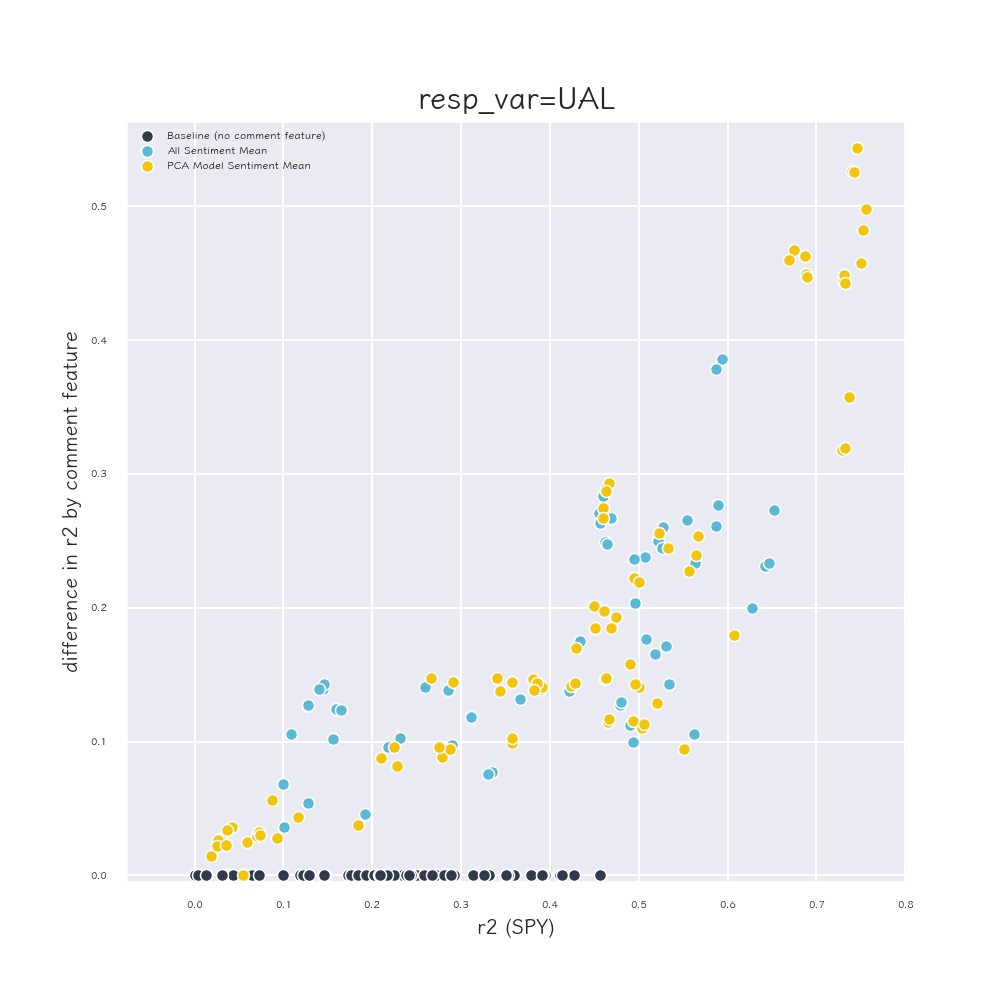 resp_var=UAL
Baseline (no comment feature)
All Sentiment Mean
PCA Model Sentiment Mean
difference in r2 by comment feature
0.5
0.4
0.3
0.2
0.1
0.0
0.0 0.1 0.2 0.3 0.4 0.5 0.6 0.7 0.8
r2 (SPY)